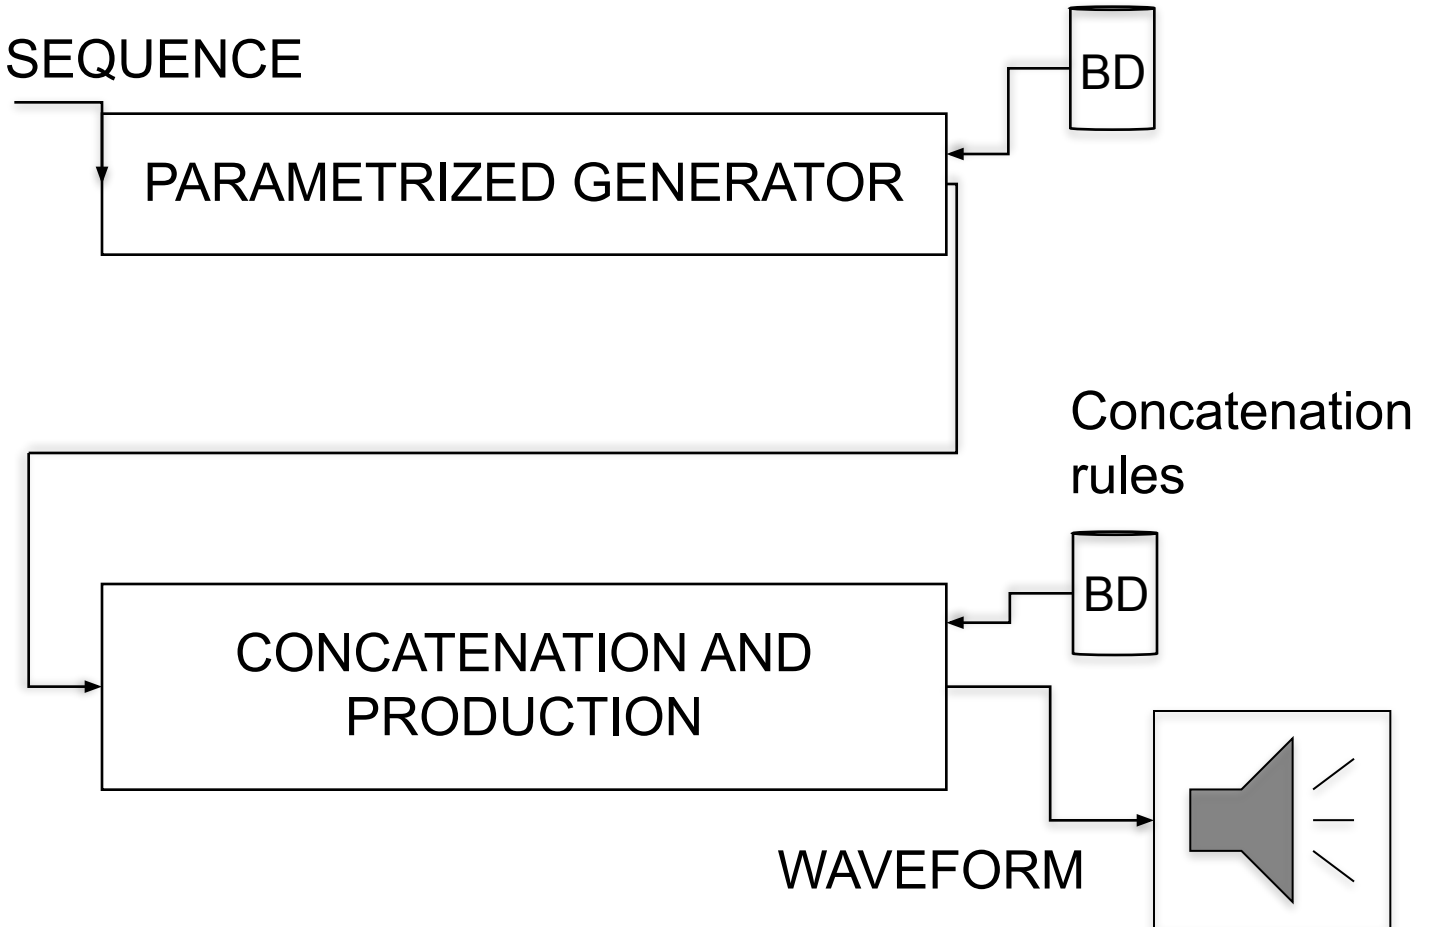 SEQUENCE
BD
PARAMETRIZED GENERATOR
Concatenation
rules
BD
CONCATENATION AND
PRODUCTION
WAVEFORM